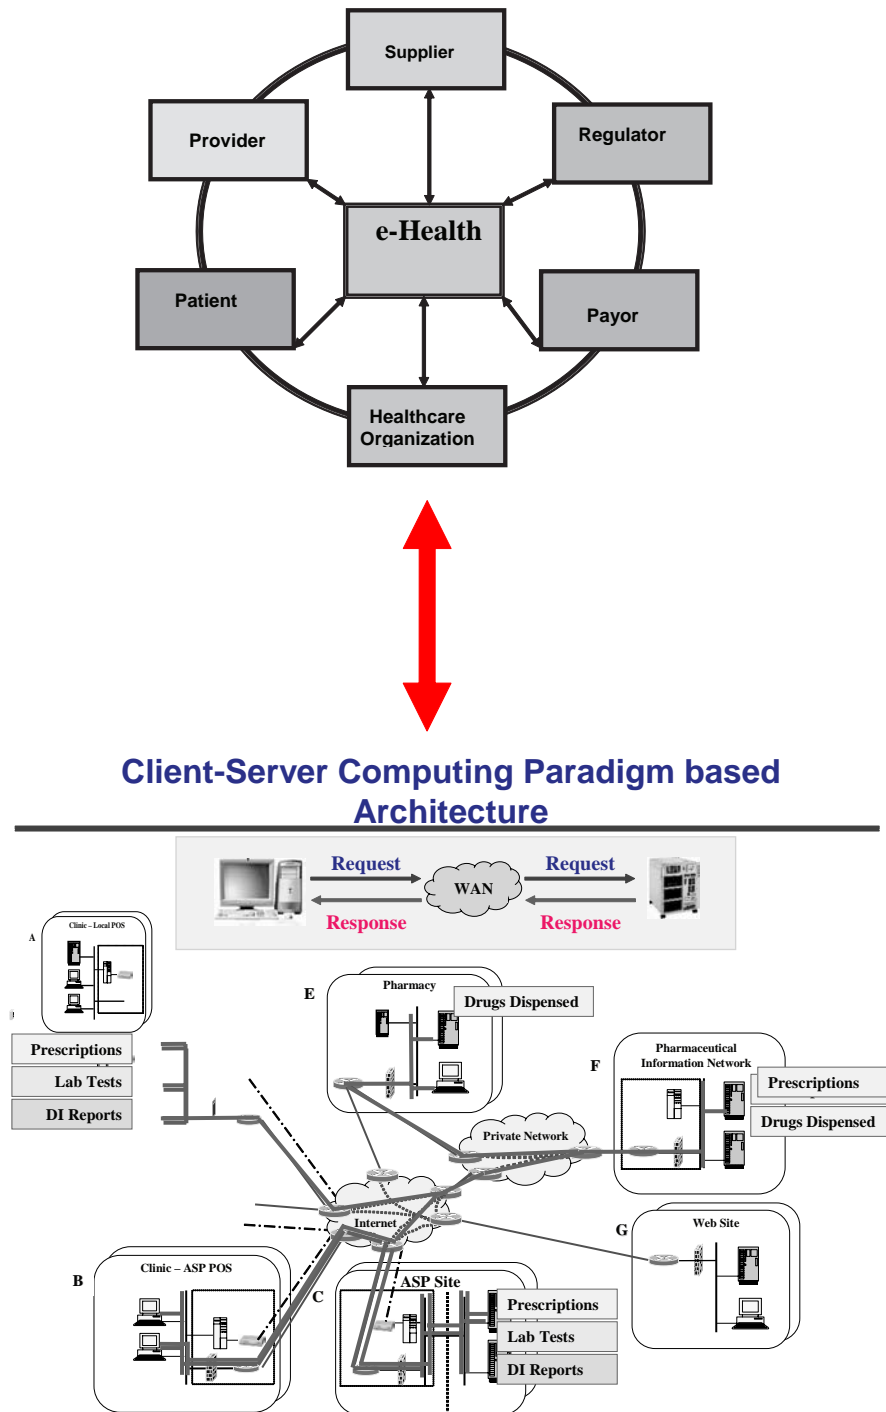 Supplier
Provider
Regulator
e-Health
Patient
Payor
Healthcare
Organization
Client-Server Computing Paradigm based
Architecture
Request
Request
WAN
Response
Response
A
Clinic – Local POS
E
Pharmacy
Drugs Dispensed
Prescriptions
Lab Tests
DI Reports
F
Pharmaceutical
Information Network
Prescriptions
Drugs Dispensed
Private Network
Internet
G
Web Site
B
Clinic – ASP POS
C
ASP Site
Prescriptions
Lab Tests
DI Reports